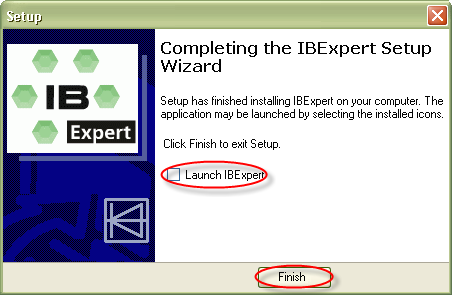 Setup
IB
Expert
Completing the IBExpert Setup
Wizard
Setup has finished installing IBExpert on your computer. The
application may be launched by selecting the installed icons.
Click Finish to exit Setup.
Launch IBExpert
Finish